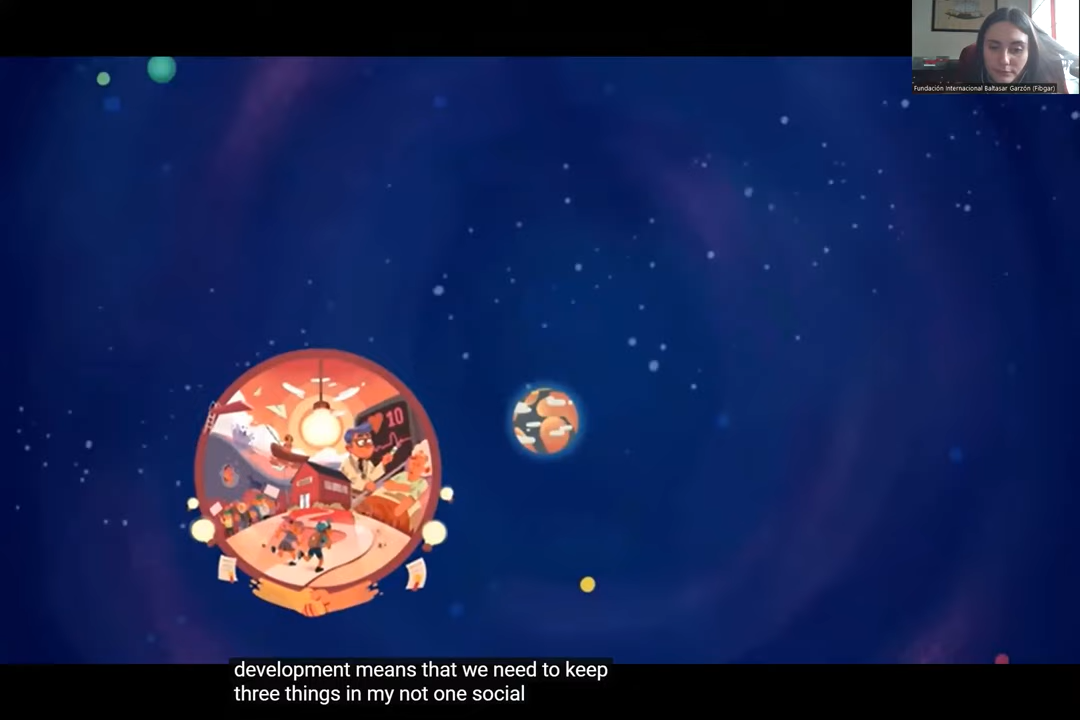 Fundación Internacional Baltasar Garzón (Fibgar)
10
development means that we need to keep
three things in my not one social